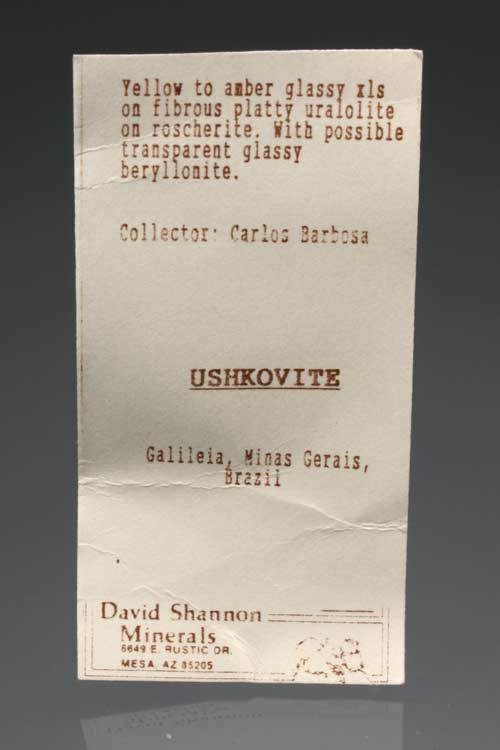 Yellow to amber glassy xls
on fibrous platty uralolite
on roscherite. With possible
transparent glassy
beryllonite.
Collector: Carlos Barbosa
USHKOVITE
Galileia, Minas Gerais,
Brazil
David Shannon
Minerals
6649 E. RUSTIC DR.
MESA, AZ 85205